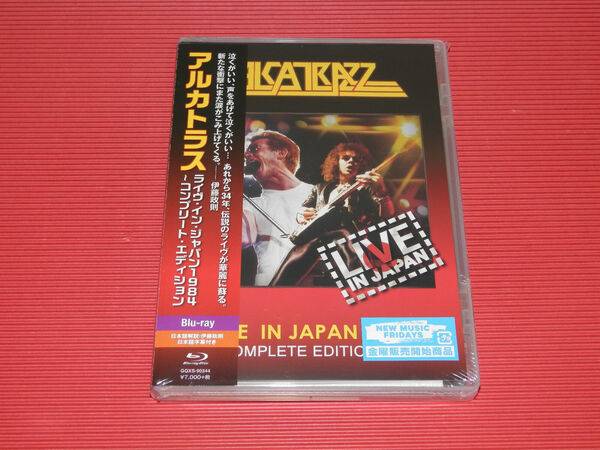 泣くがいい、声をあげて泣くがいい… あれから34年、伝説のライヴが華麗に蘇る。
新たな衝撃にまた涙がこみ上げてくる。――伊藤政則
アルカトラス
ライヴ・イン・ジャパン1984
~コンプリート・エディション
Blu-ray
日本語解説:伊藤政則
日本語字幕付き
Blu-ray Disc
GQXS-90344
¥7,000+税
LKATRAZZ
LIVE
IN JAPAN
E IN JAPAN
OMPLETE EDITIO
NEW MUSIC
FRIDAYS
金曜販売開始商品